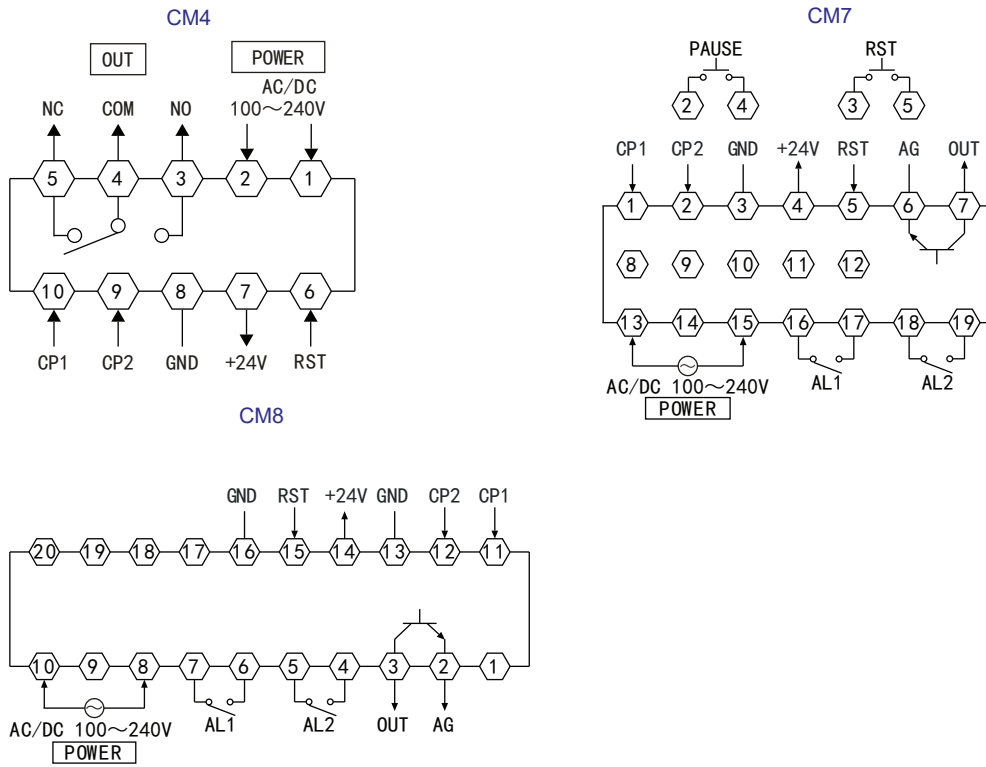 CM4
OUT POWER
AC/DC
NC COM NO 100～240V
5 4 3 2 1
10 9 8 7 6
CP1 CP2 GND +24V RST
CM7
PAUSE RST
2 4 3 5
CP1 CP2 GND +24V RST AG OUT
1 2 3 4 5 6 7
8 9 10 11 12
13 14 15 16 17 18 19
AC/DC 100～240V AL1 AL2
POWER
CM8
GND RST +24V GND CP2 CP1
20 19 18 17 16 15 14 13 12 11
10 9 8 7 6 5 4 3 2 1
AC/DC 100～240V AL1 AL2 OUT AG
POWER